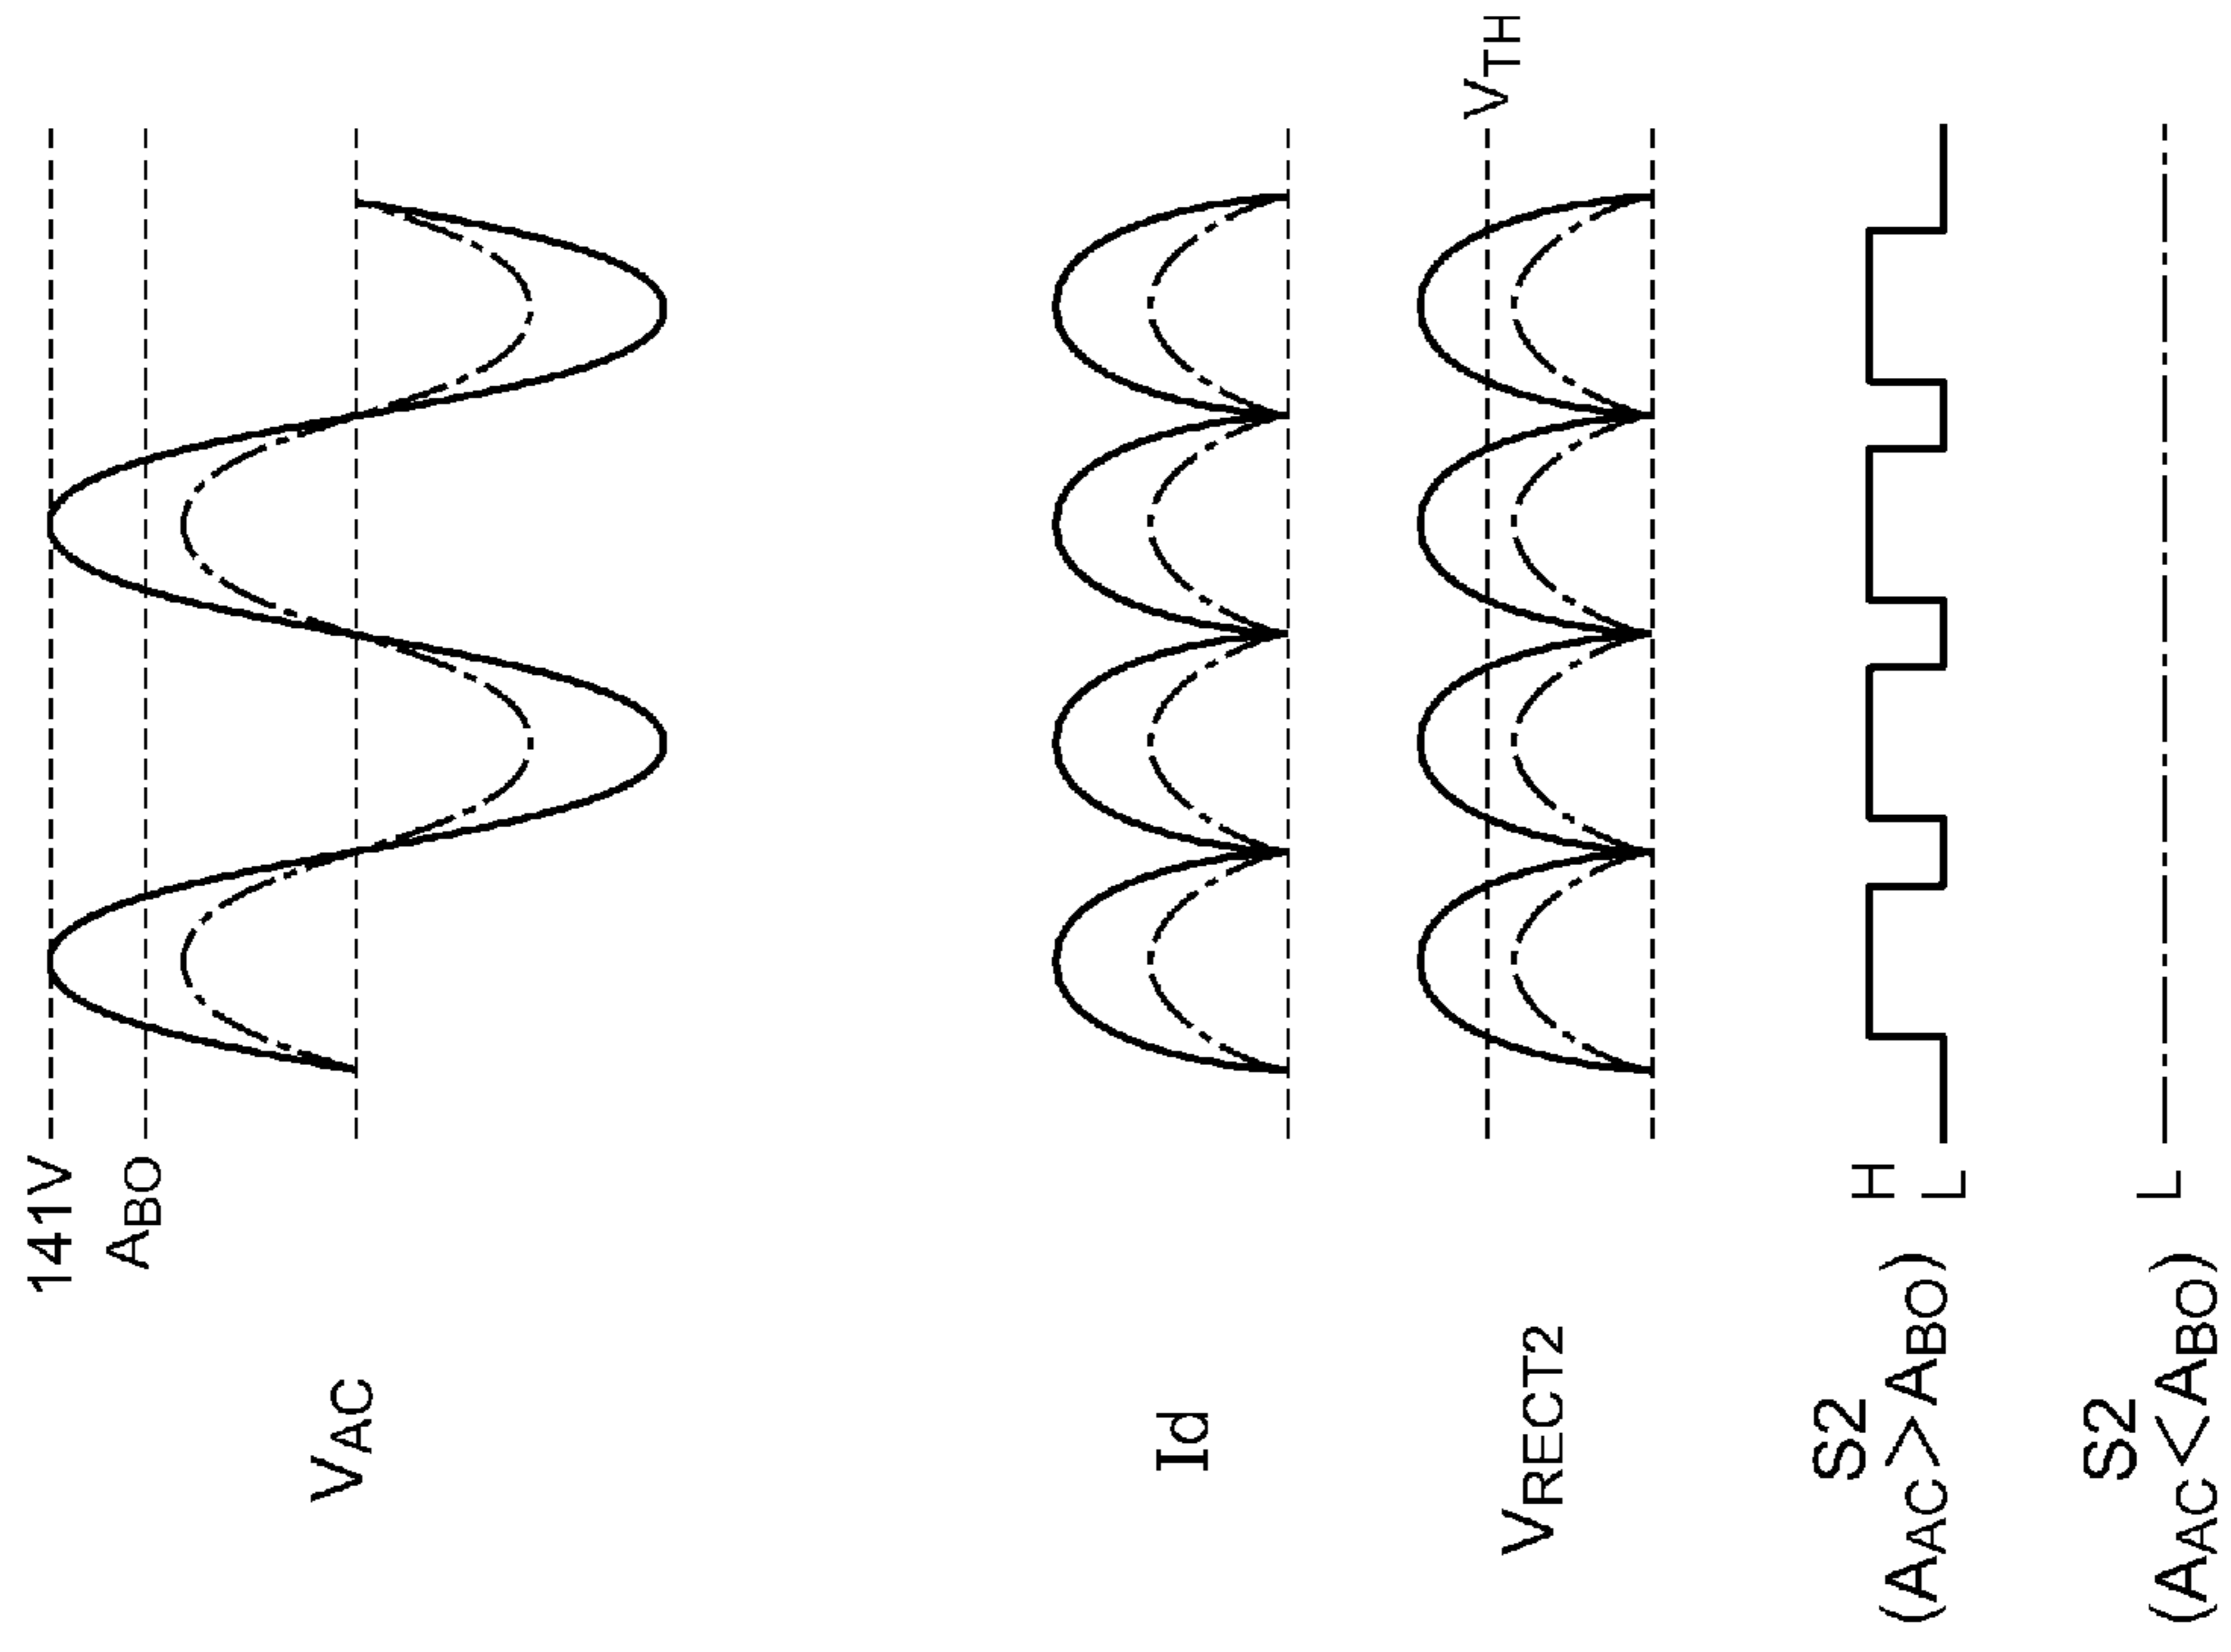 141V
ABO
VAC
Id
VTH
VRECT2
S2
(AAC>ABO)
H
L
S2
(AAC<ABO)
L